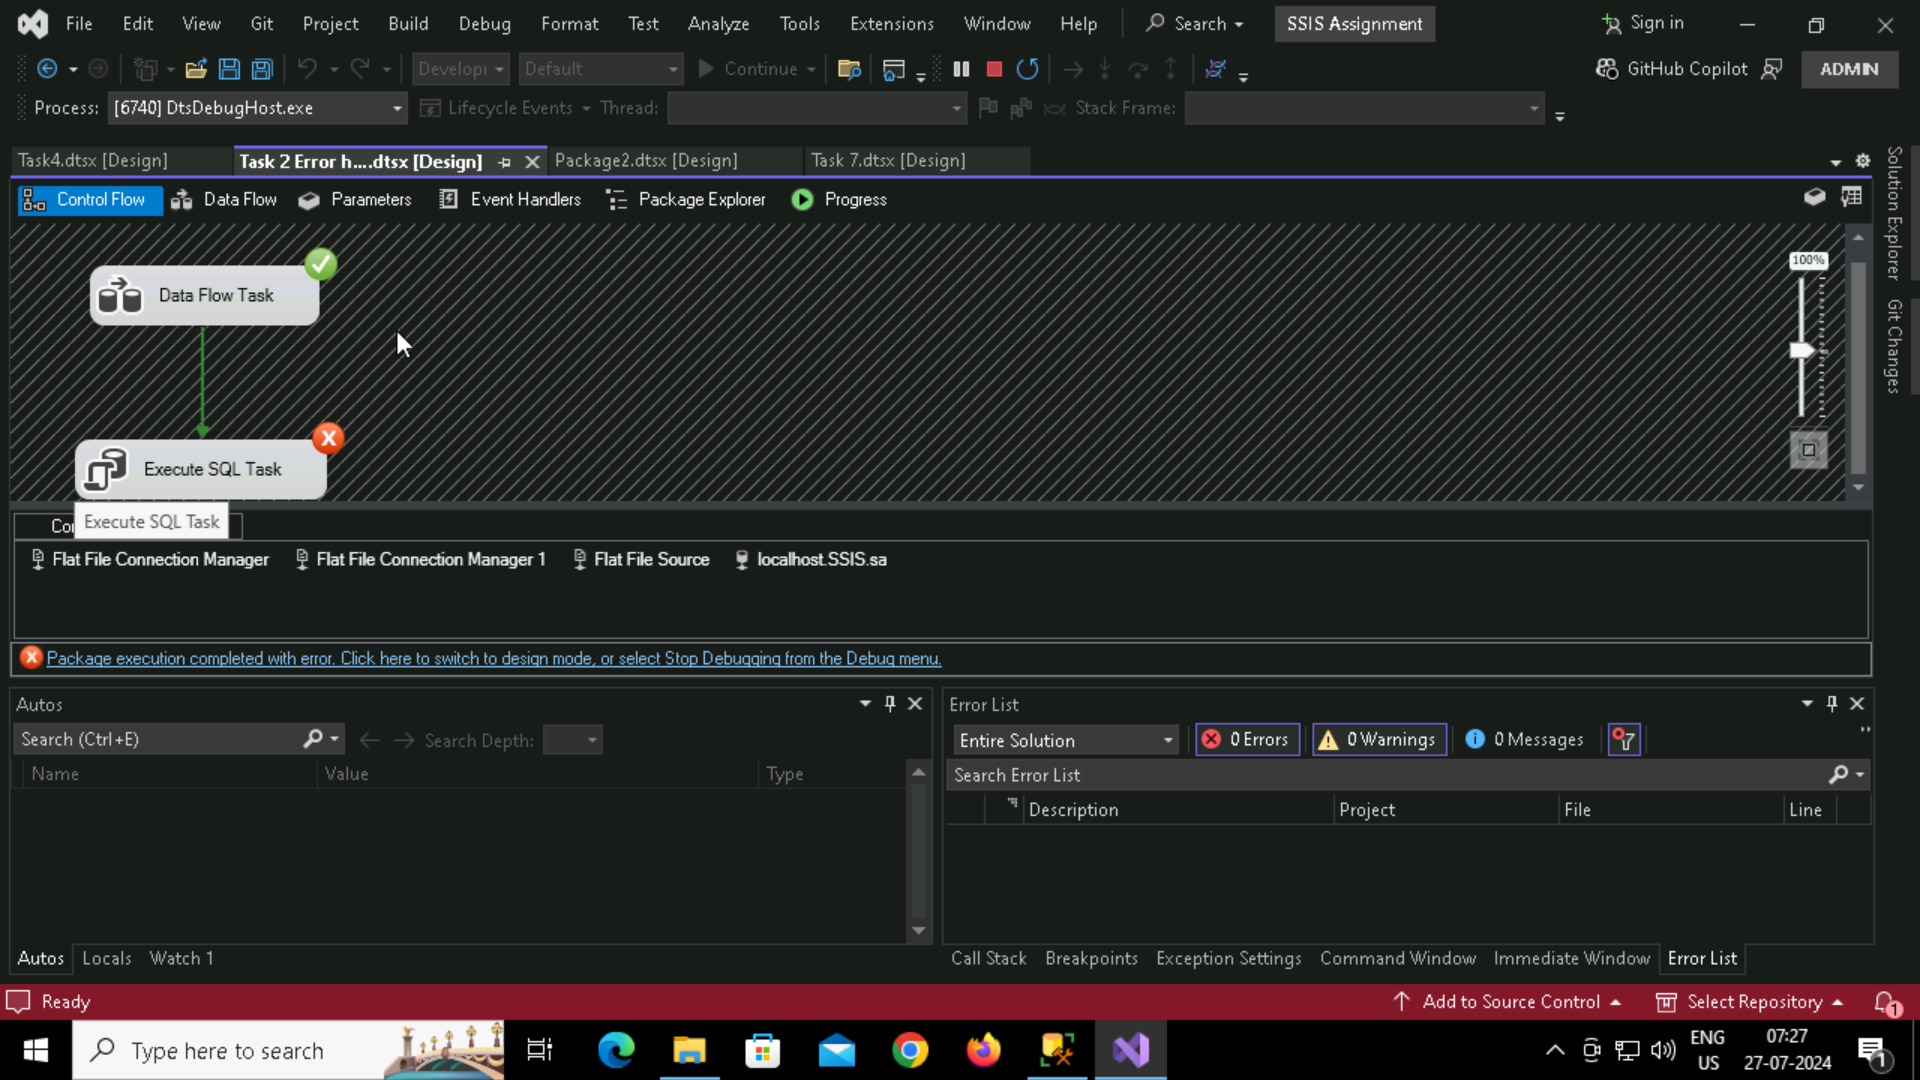 File Edit View Git Project Build Debug Format Test Analyze Tools Extensions Window Help Search SSIS Assignment Sign in
Developi Default Continue GitHub Copilot ADMIN
Process: [6740] DtsDebugHost.exe Lifecycle Events Thread: Stack Frame:
Task4.dtsx [Design] Task 2 Error h....dtsx [Design] Package2.dtsx [Design] Task 7.dtsx [Design]
Control Flow Data Flow Parameters Event Handlers Package Explorer Progress
100%
Data Flow Task
Execute SQL Task
Execute SQL Task
Flat File Connection Manager Flat File Connection Manager 1 Flat File Source localhost.SSIS.sa
Package execution completed with error. Click here to switch to design mode, or select Stop Debugging from the Debug menu.
Autos
Search (Ctrl+E) Search Depth:
Name Value Type
Error List
Entire Solution 0 Errors 0 Warnings 0 Messages
Search Error List
Description Project File Line
Autos Locals Watch 1
Call Stack Breakpoints Exception Settings Command Window Immediate Window Error List
Ready Add to Source Control Select Repository 1
Type here to search
ENG
US
07:27
27-07-2024
1
Solution Explorer
Git Changes